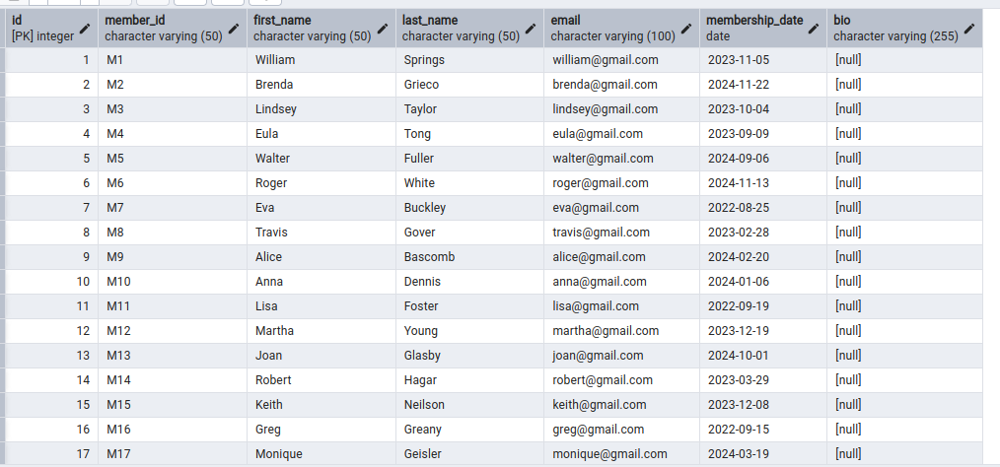 id member_id first_name last_name email membership_date bio
[PK] integer character varying (50) character varying (50) character varying (50) character varying (100) date character varying (255)
1 M1 William Springs william@gmail.com 2023-11-05 [null]
2 M2 Brenda Grieco brenda@gmail.com 2024-11-22 [null]
3 M3 Lindsey Taylor lindsey@gmail.com 2023-10-04 [null]
4 M4 Eula Tong eula@gmail.com 2023-09-09 [null]
5 M5 Walter Fuller walter@gmail.com 2024-09-06 [null]
6 M6 Roger White roger@gmail.com 2024-11-13 [null]
7 M7 Eva Buckley eva@gmail.com 2022-08-25 [null]
8 M8 Travis Gover travis@gmail.com 2023-02-28 [null]
9 M9 Alice Bascomb alice@gmail.com 2024-02-20 [null]
10 M10 Anna Dennis anna@gmail.com 2024-01-06 [null]
11 M11 Lisa Foster lisa@gmail.com 2022-09-19 [null]
12 M12 Martha Young martha@gmail.com 2023-12-19 [null]
13 M13 Joan Glasby joan@gmail.com 2024-10-01 [null]
14 M14 Robert Hagar robert@gmail.com 2023-03-29 [null]
15 M15 Keith Neilson keith@gmail.com 2023-12-08 [null]
16 M16 Greg Greany greg@gmail.com 2022-09-15 [null]
17 M17 Monique Geisler monique@gmail.com 2024-03-19 [null]